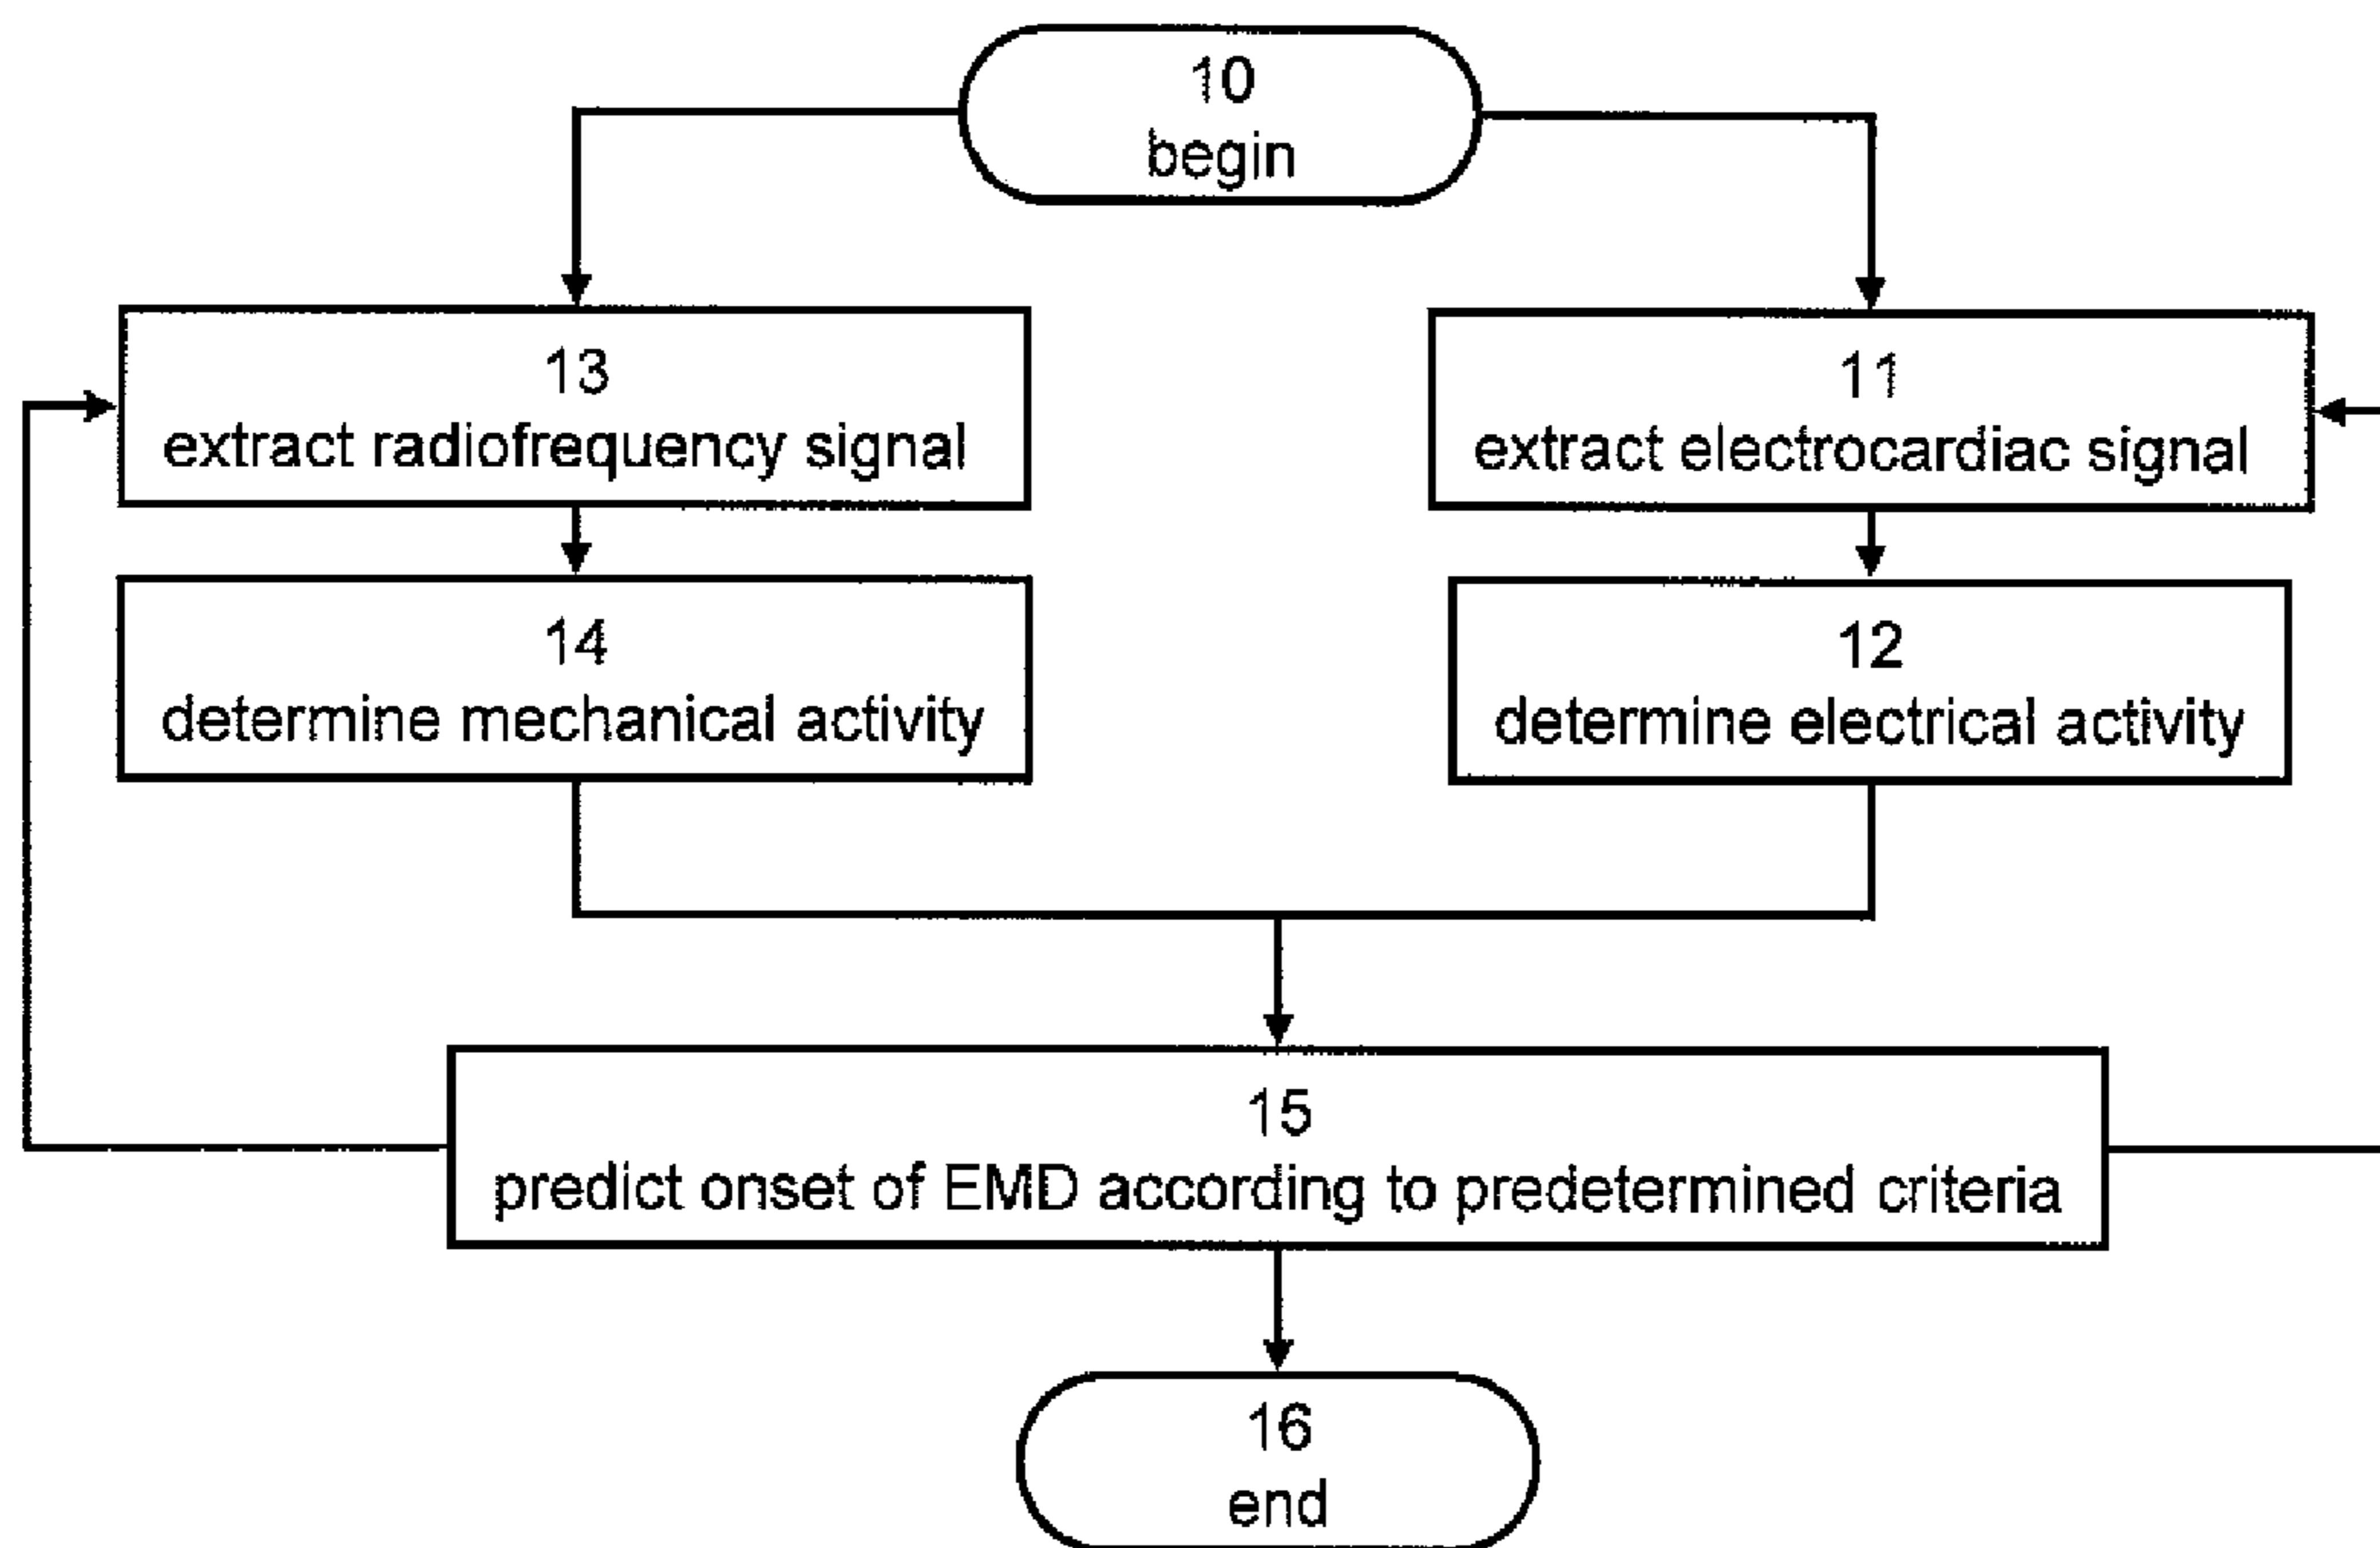 10
begin
13
extract radiofrequency signal
11
extract electrocardiac signal
14
determine mechanical activity
12
determine electrical activity
15
predict onset of EMD according to predetermined criteria
16
end